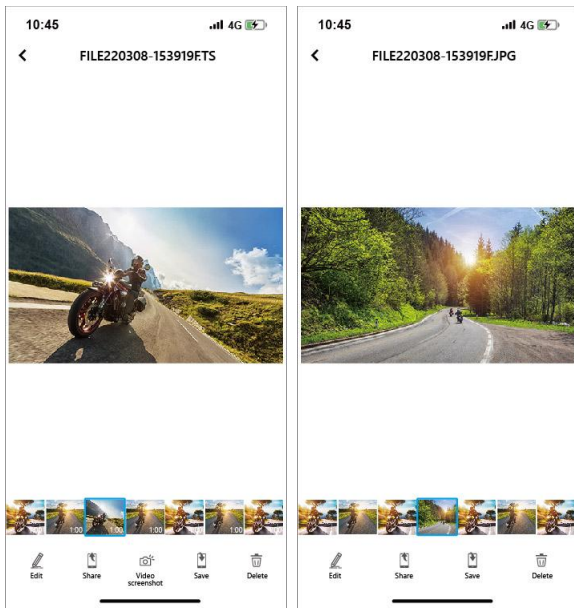 10:45
4G
FILE220308-153919F.TS
1:00
1:00
1:00
1:00
Edit
Share
Video
screenshot
Save
Delete
10:45
4G
FILE220308-153919F.JPG
Edit
Share
Save
Delete